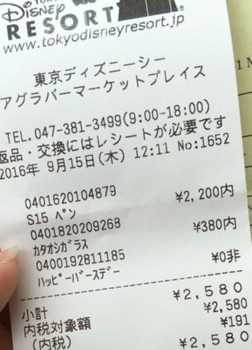 DISNEY
RESORT
www.tokyodisneyresort.jp
東京ディズニーシー
アグラバーマーケットプレイス
TEL.047-381-3499(9:00-18:00)
返品・交換にはレシートが必要です
2016年 9月15日(木) 12:11 No:1652
0401620104879
S15 ペン ¥2,200内
0401820209268
カタオシガラス ¥380内
0400192811185
ハッピーバースデー ¥0非
小計 ¥2,580
内税対象額 ¥2,580
(内税) ¥191
¥2,580